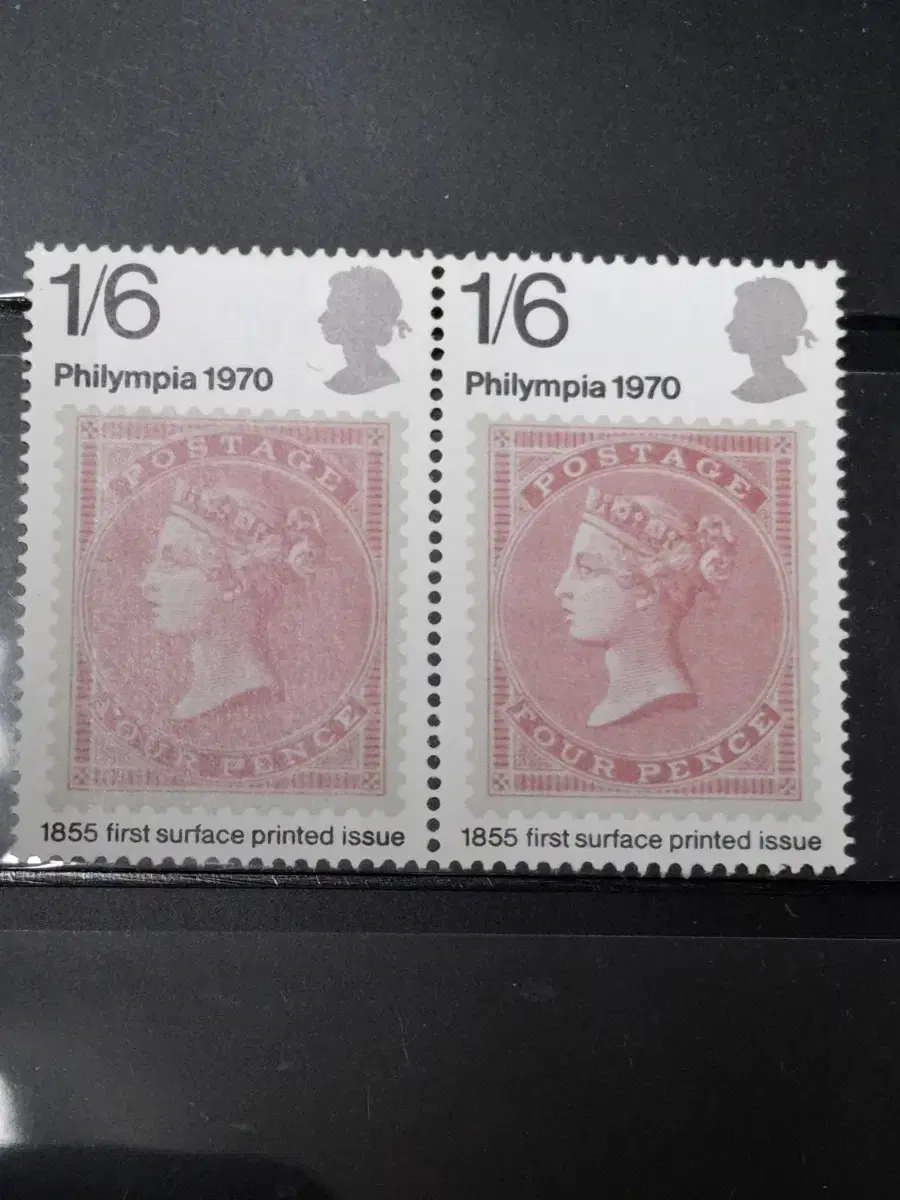 1/6
Philympia 1970
POSTAGE
FOUR PENCE
1855 first surface printed issue
1/6
Philympia 1970
POSTAGE
FOUR PENCE
1855 first surface printed issue